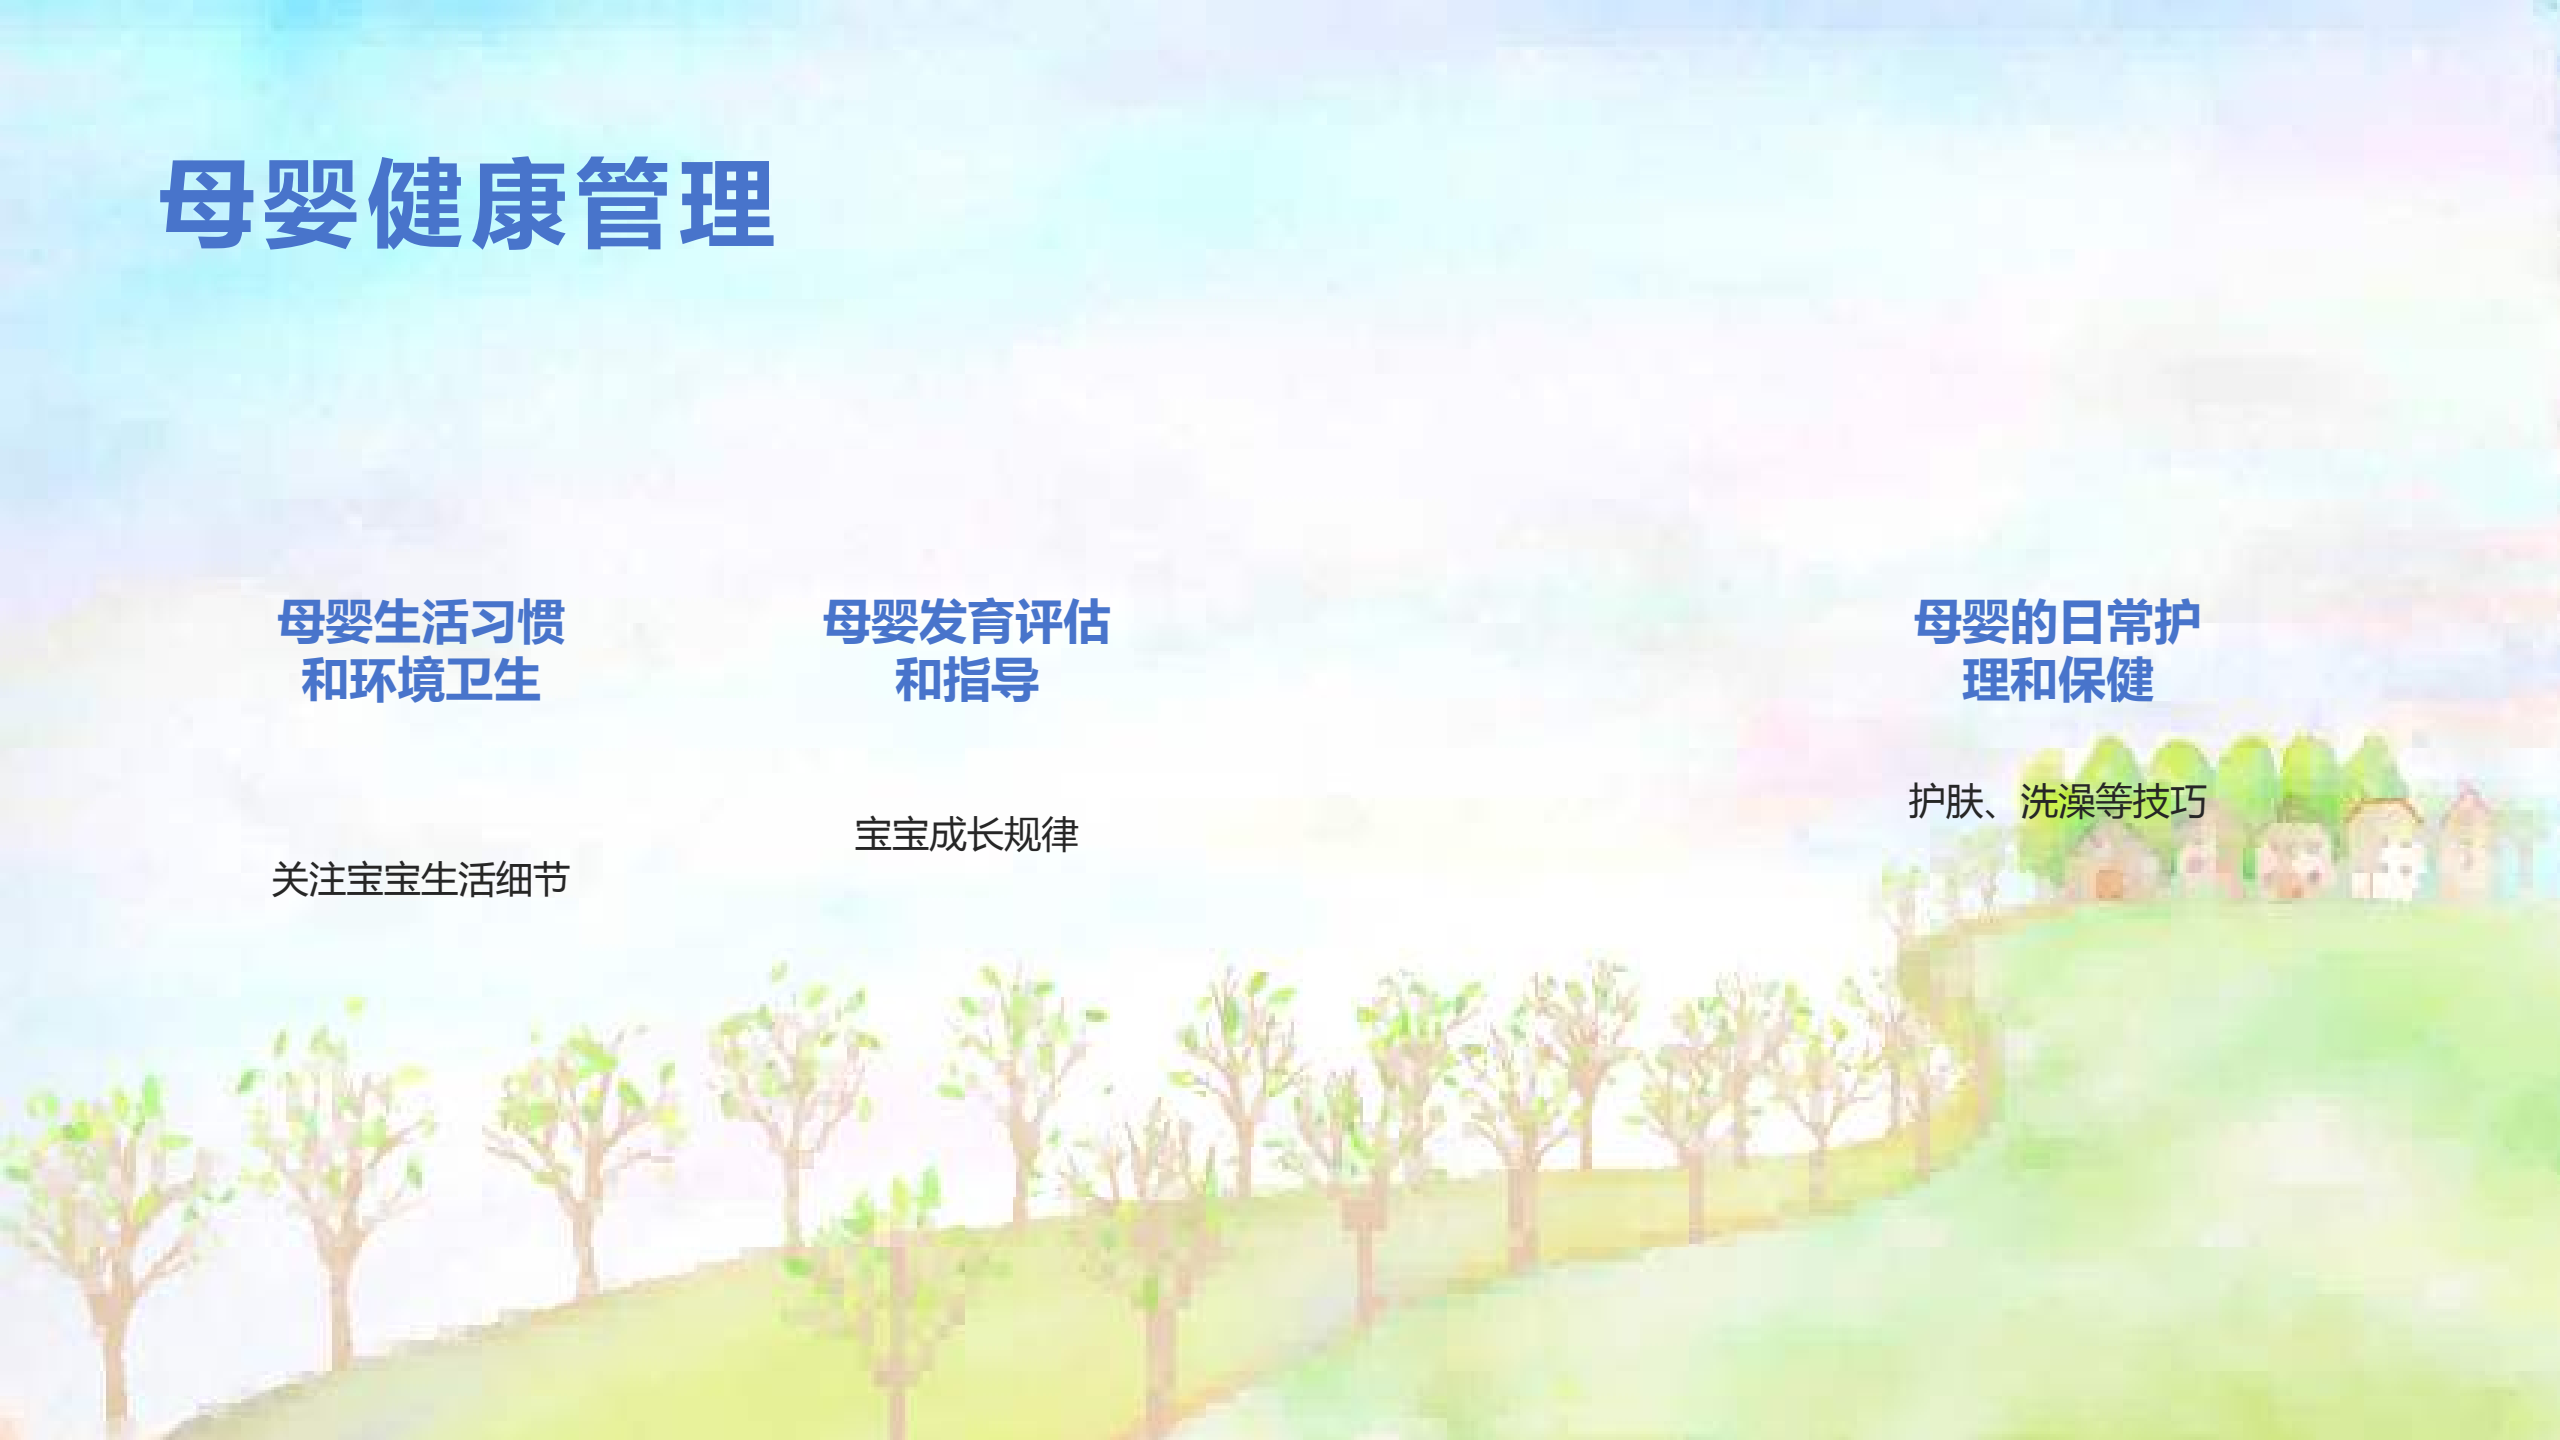 母婴健康管理
母婴生活习惯
和环境卫生
关注宝宝生活细节
母婴发育评估
和指导
宝宝成长规律
母婴的日常护
理和保健
护肤、洗澡等技巧